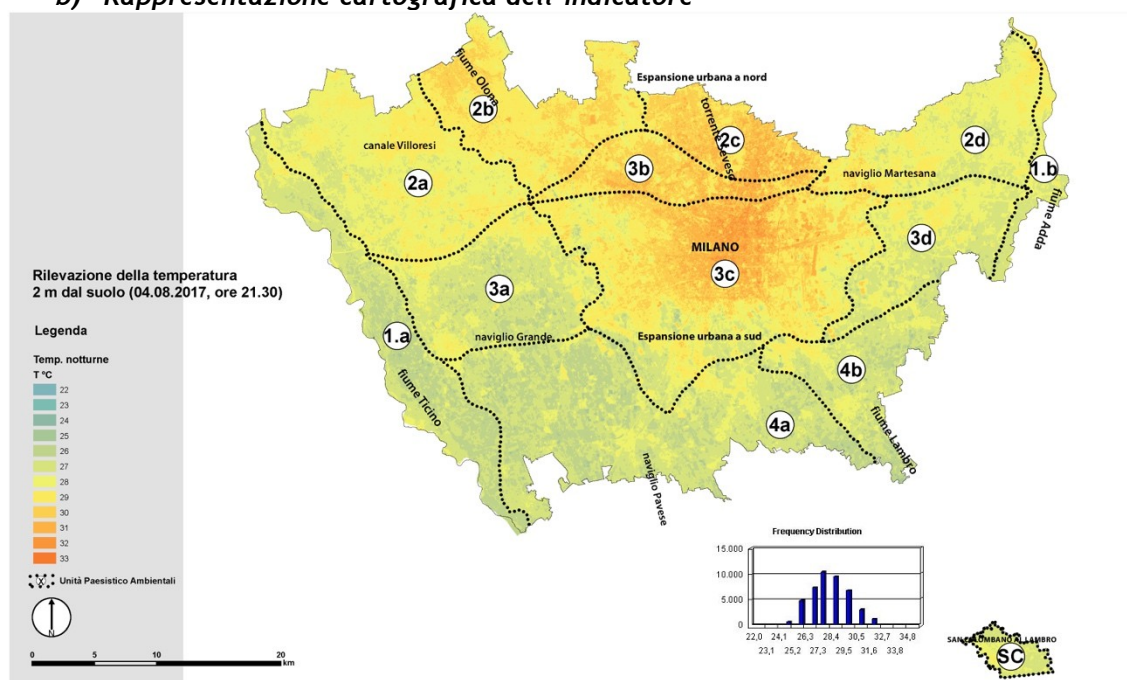 b) Rappresentazione cartografica dell'indicatore
fiume Olona
2b
Espansione urbana a nord
torrente Seveso
2c
canale Villoresi
2a
3b
2d
naviglio Martesana
1.b
fiume Adda
MILANO
3c
3d
3a
Rilevazione della temperatura
2 m dal suolo (04.08.2017, ore 21.30)
1.a
naviglio Grande
Espansione urbana a sud
4b
fiume Ticino
4a
fiume Lambro
naviglio Pavese
Legenda
Temp. notturne
T °C
22
23
24
25
26
27
28
29
30
31
32
33
Unità Paesistico Ambientali
N
0 5 10 20
km
Frequency Distribution
15.000
10.000
5.000
0
22,0 24,1 26,3 28,4 30,5 32,7 34,8
23,1 25,2 27,3 29,5 31,6 33,8
SAN COLOMBANO AL LAMBRO
SC